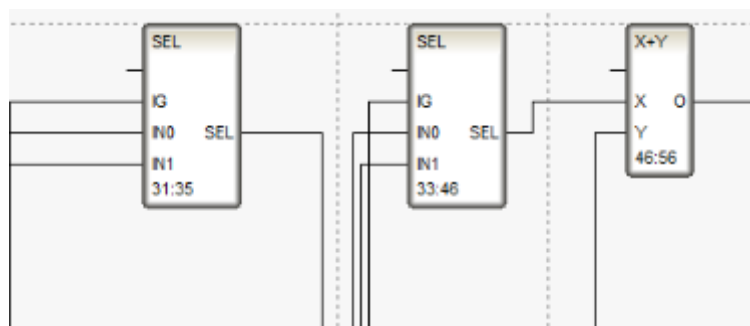 SEL
IG
IN0 SEL
IN1
31:35
SEL
IG
IN0 SEL
IN1
33:46
X+Y
X O
Y
46:56